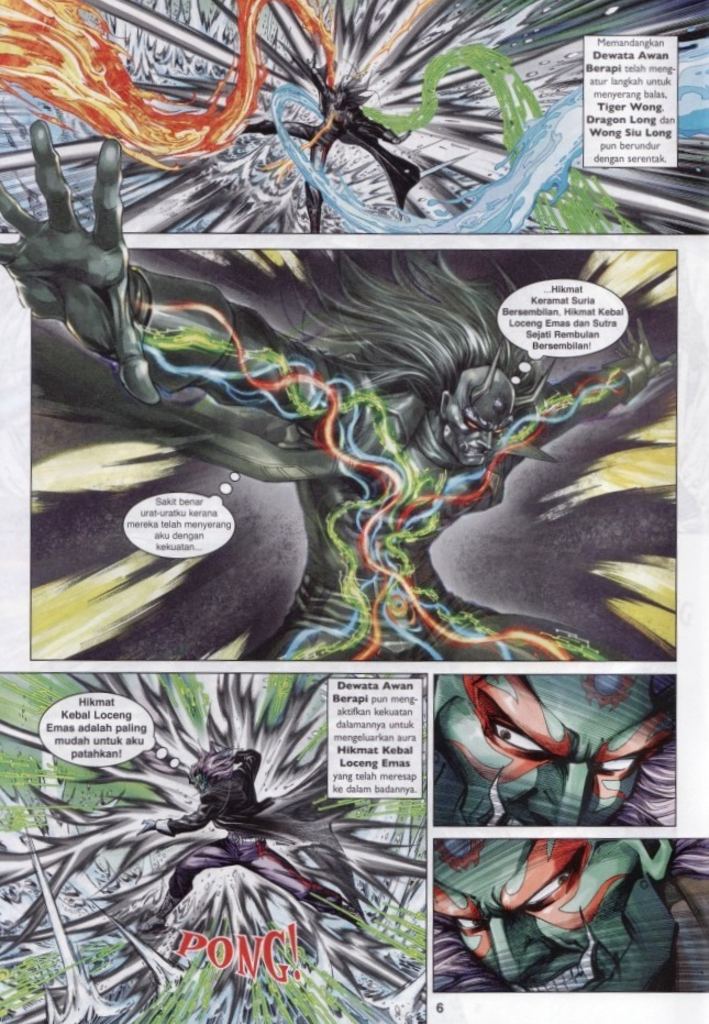 Memandangkan
Dewata Awan
Berapi telah meng-
atur langkah untuk
menyerang balas,
Tiger Wong,
Dragon Long dan
Wong Siu Long
pun berundur
dengan serentak.
...Hikmat
Keramat Suria
Bersembilan, Hikmat Kebal
Loceng Emas dan Sutra
Sejati Rembulan
Bersembilan!
Sakit benar
urat-uratku kerana
mereka telah menyerang
aku dengan
kekuatan...
Hikmat
Kebal Loceng
Emas adalah paling
mudah untuk aku
patahkan!
Dewata Awan
Berapi pun meng-
aktifkan kekuatan
dalamannya untuk
mengeluarkan aura
Hikmat Kebal
Loceng Emas
yang telah meresap
ke dalam badannya.
PONG!
6